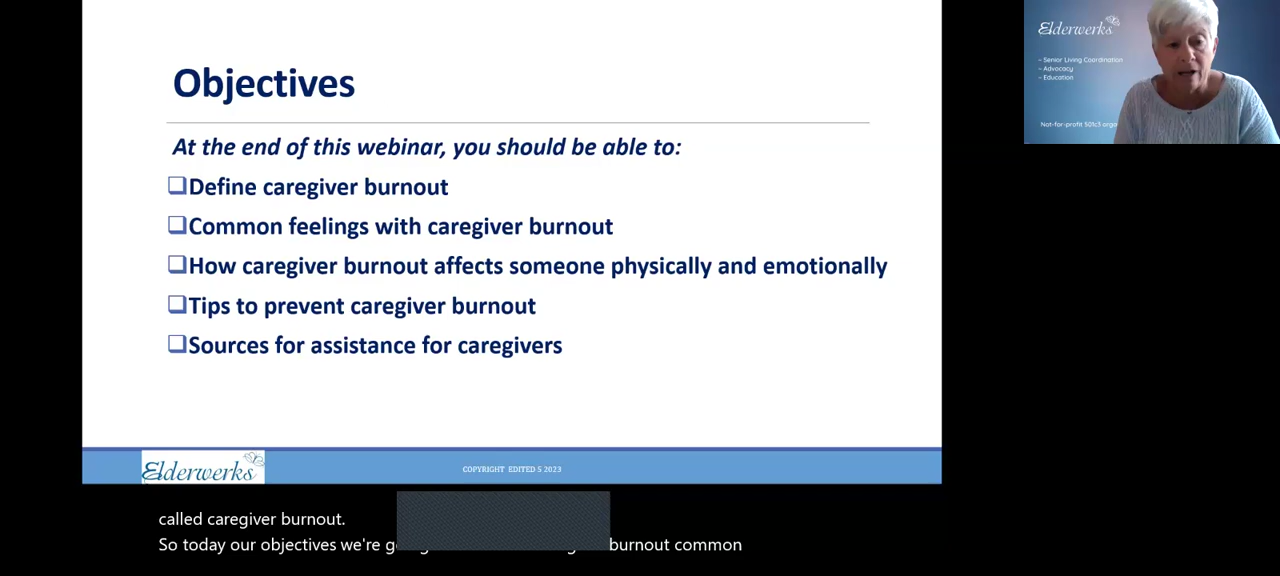 Objectives
At the end of this webinar, you should be able to:
❑Define caregiver burnout
❑Common feelings with caregiver burnout
❑How caregiver burnout affects someone physically and emotionally
❑Tips to prevent caregiver burnout
❑Sources for assistance for caregivers
Elderwerks
COPYRIGHT EDITED 5 2023
Elderwerks
- Senior Living Coordination
- Advocacy
- Education
Not-for-profit 501c3
called caregiver burnout.
So today our objectives we're burnout common